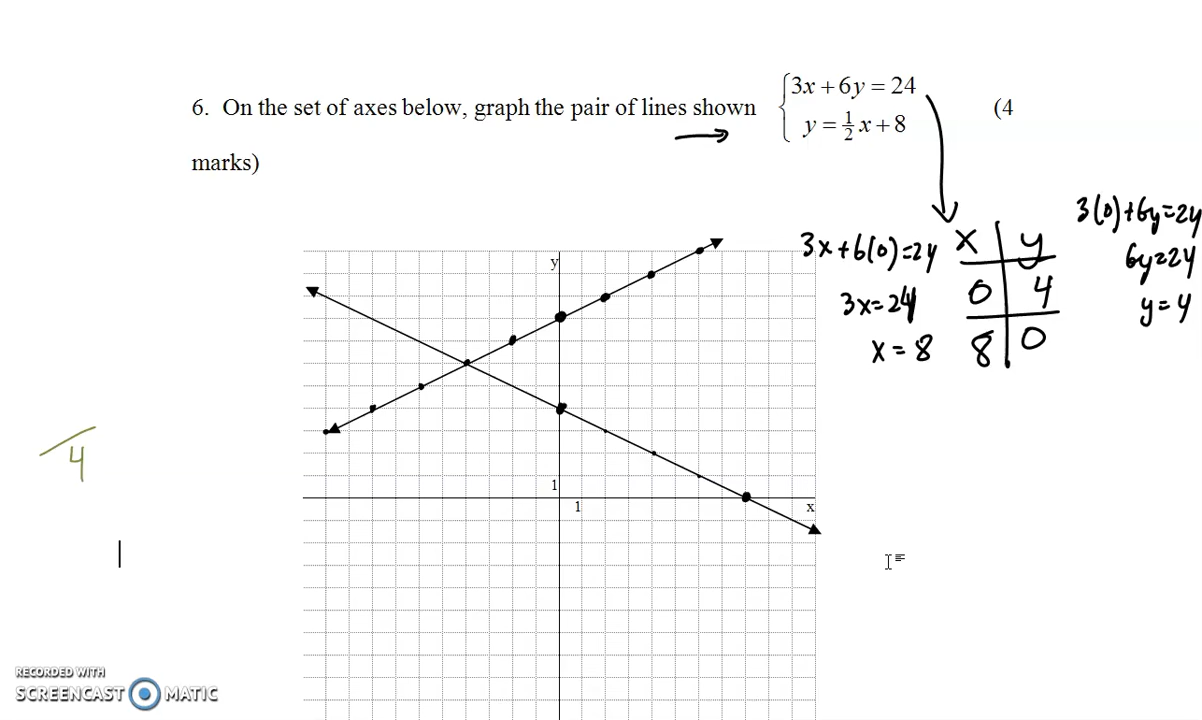 6. On the set of axes below, graph the pair of lines shown { 3x + 6y = 24 (4
y = 1/2 x + 8
marks)
3(0)+6y=24
3x+6(0)=24 x | y 6y=24
3x=24 0 | 4 y=4
x=8 8 | 0
y
1
1 x
/4
RECORDED WITH
SCREENCAST MATIC